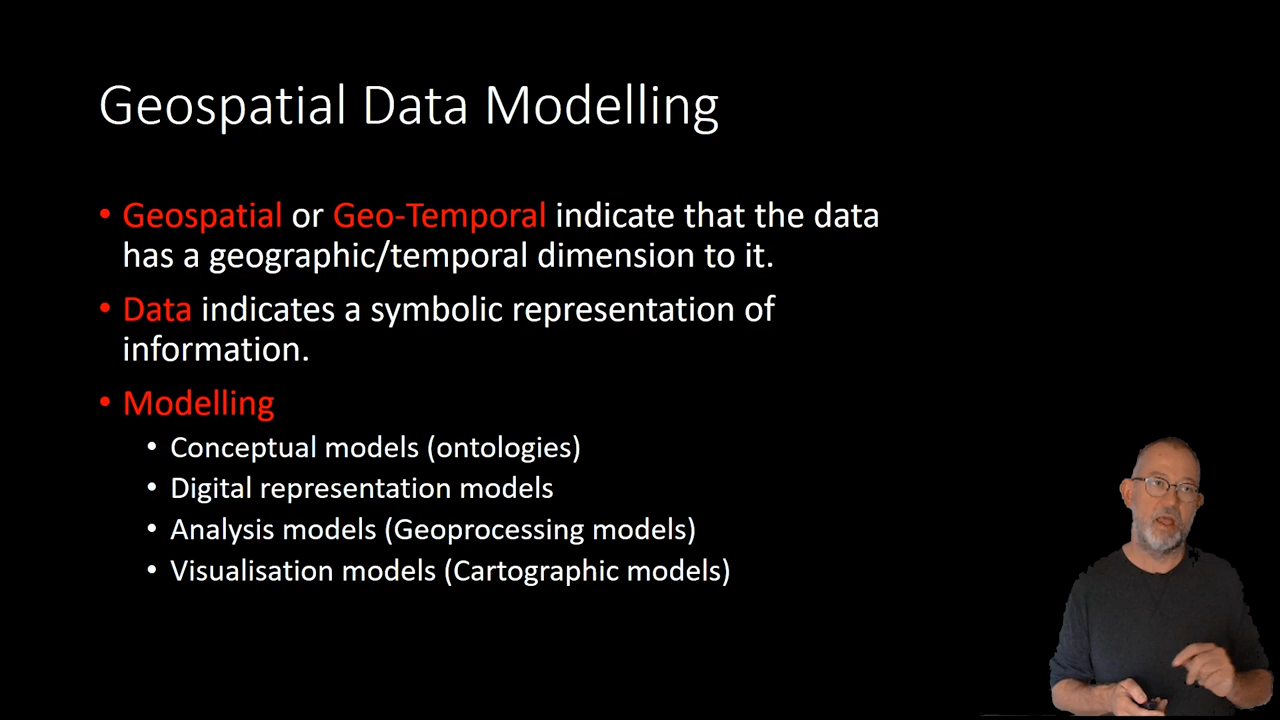 Geospatial Data Modelling
• Geospatial or Geo-Temporal indicate that the data
has a geographic/temporal dimension to it.
• Data indicates a symbolic representation of
information.
• Modelling
• Conceptual models (ontologies)
• Digital representation models
• Analysis models (Geoprocessing models)
• Visualisation models (Cartographic models)